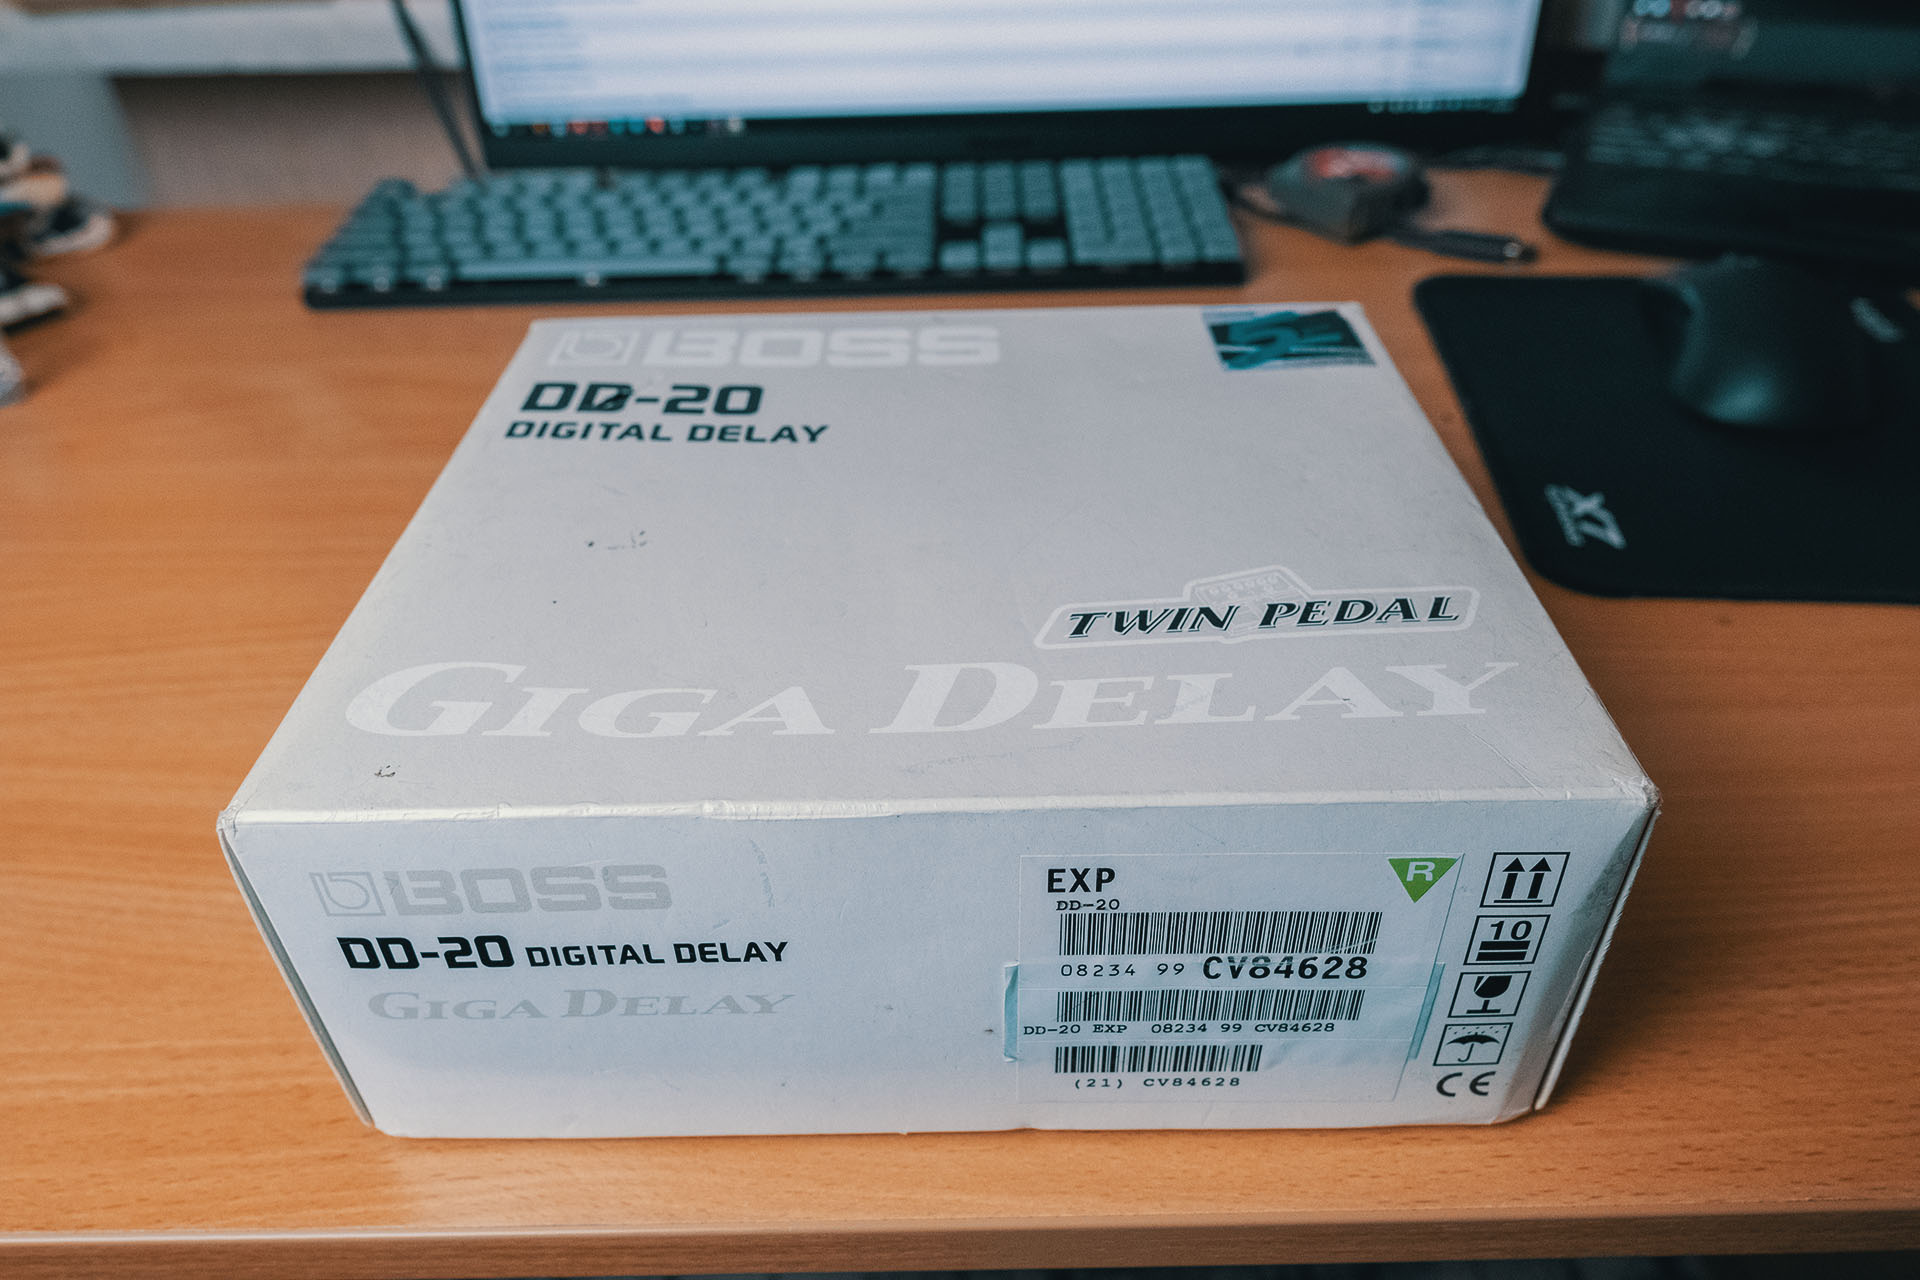 BOSS
DD-20
DIGITAL DELAY
TWIN PEDAL
GIGA DELAY
BOSS
DD-20 DIGITAL DELAY
GIGA DELAY
EXP
R
DD-20
08234 99 CV84628
DD-20 EXP 08234 99 CV84628
(21) CV84628
10
CE
X7